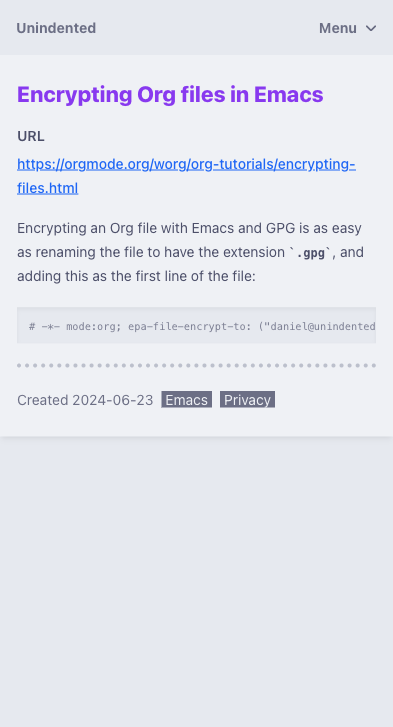 Unindented
Menu
Encrypting Org files in Emacs
URL
https://orgmode.org/worg/org-tutorials/encrypting-
files.html
Encrypting an Org file with Emacs and GPG is as easy
as renaming the file to have the extension `.gpg`, and
adding this as the first line of the file:
# -*- mode:org; epa-file-encrypt-to: ("daniel@unindented
Created 2024-06-23 Emacs Privacy